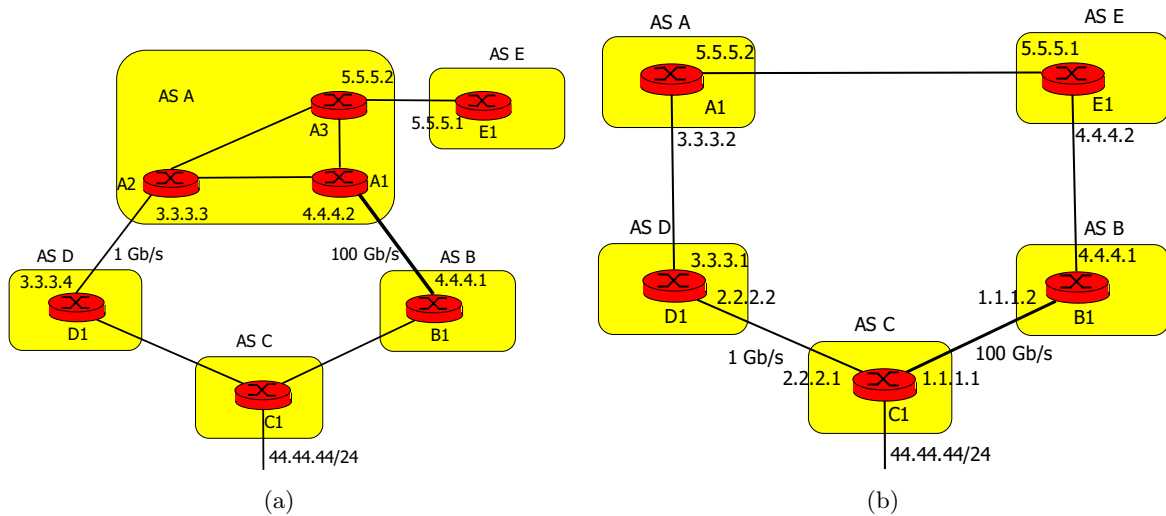 AS A
AS E
5.5.5.2
A3
5.5.5.1
E1
A2
A1
3.3.3.3
4.4.4.2
1 Gb/s
100 Gb/s
AS D
AS B
3.3.3.4
4.4.4.1
D1
B1
AS C
C1
44.44.44/24
(a)
AS A
AS E
5.5.5.2
5.5.5.1
A1
E1
3.3.3.2
4.4.4.2
AS D
AS B
3.3.3.1
4.4.4.1
2.2.2.2
1.1.1.2
D1
B1
AS C
1 Gb/s
100 Gb/s
2.2.2.1
1.1.1.1
C1
44.44.44/24
(b)